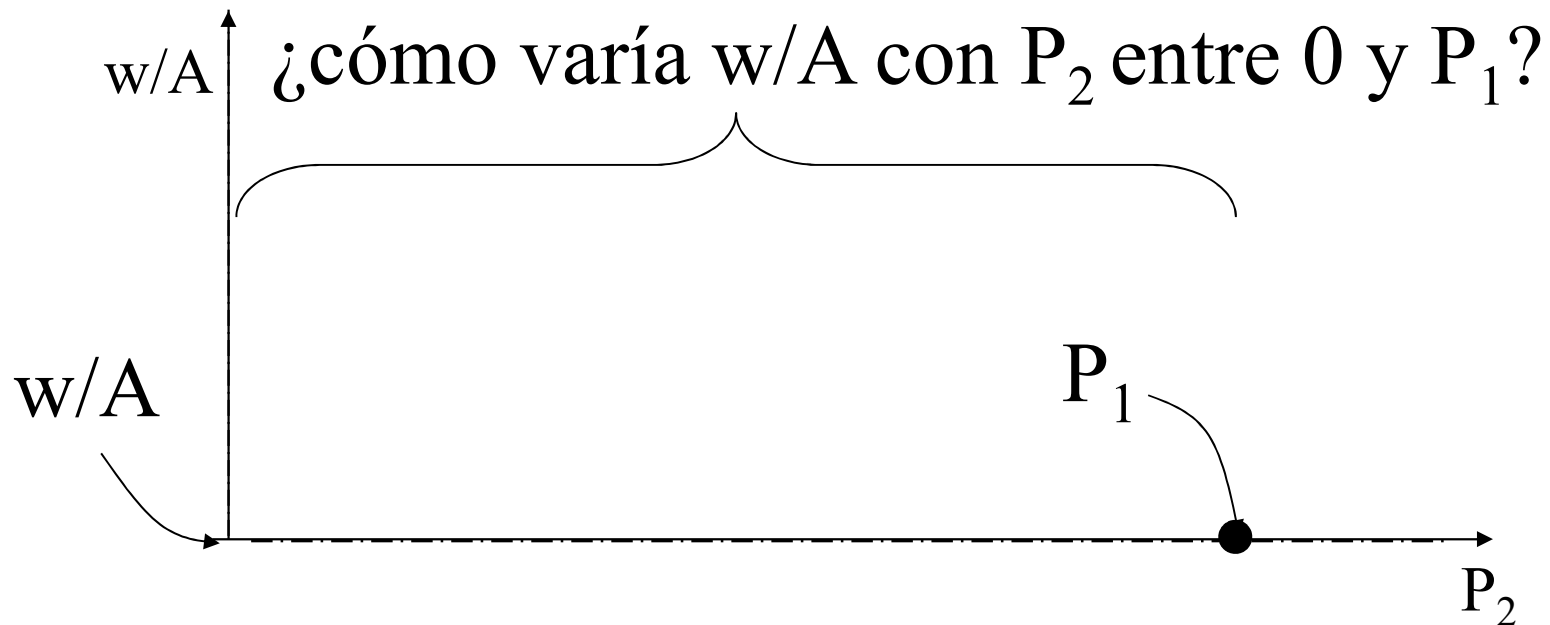 w/A
¿cómo varía w/A con P₂ entre 0 y P₁?
w/A
P₁
P₂